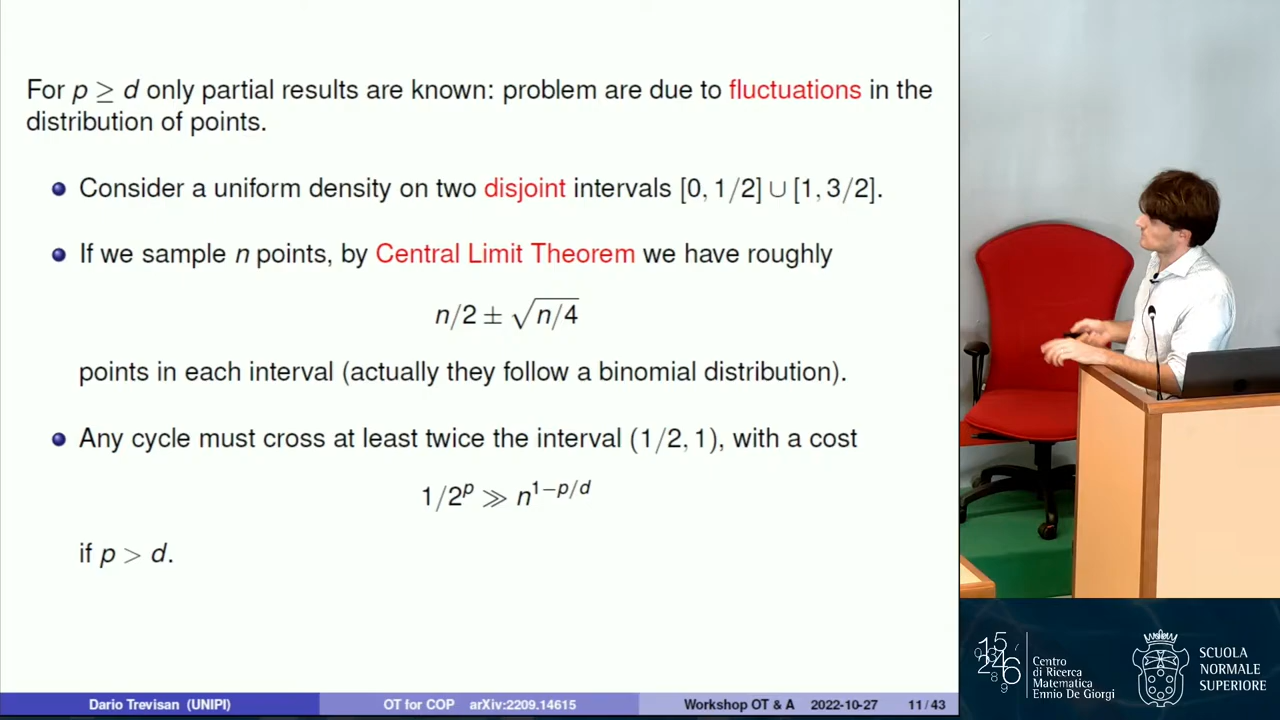 For p ≥ d only partial results are known: problem are due to fluctuations in the
distribution of points.
Consider a uniform density on two disjoint intervals [0, 1/2] ∪ [1, 3/2].
If we sample n points, by Central Limit Theorem we have roughly
n/2 ± √n/4
points in each interval (actually they follow a binomial distribution).
Any cycle must cross at least twice the interval (1/2, 1), with a cost
1/2^p ≫ n^{1−p/d}
if p > d.
Dario Trevisan (UNIPI) OT for COP arXiv:2209.14615 Workshop OT & A 2022-10-27 11 / 43
Centro
di Ricerca
Matematica
Ennio De Giorgi
SCUOLA
NORMALE
SUPERIORE